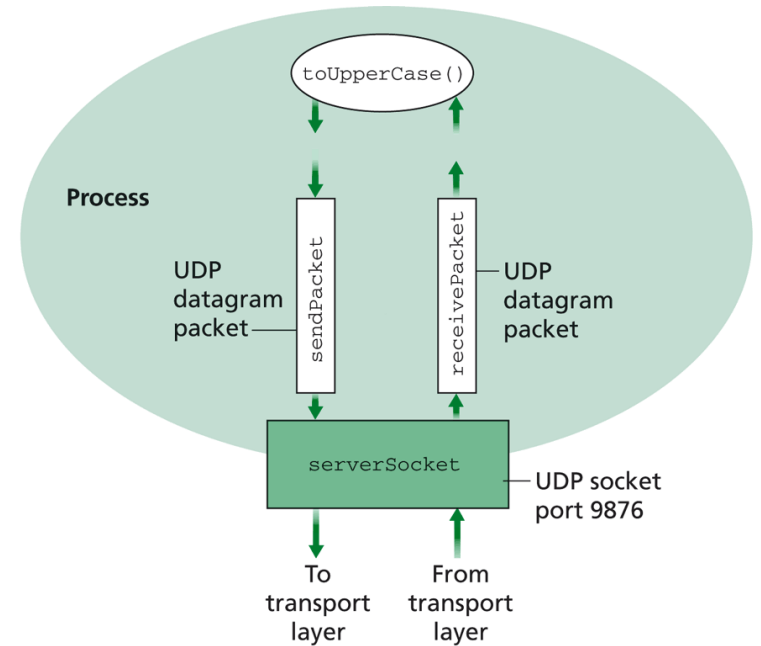 toUpperCase()
Process
UDP
datagram
packet
sendPacket
receivePacket
UDP
datagram
packet
serverSocket
UDP socket
port 9876
To
transport
layer
From
transport
layer